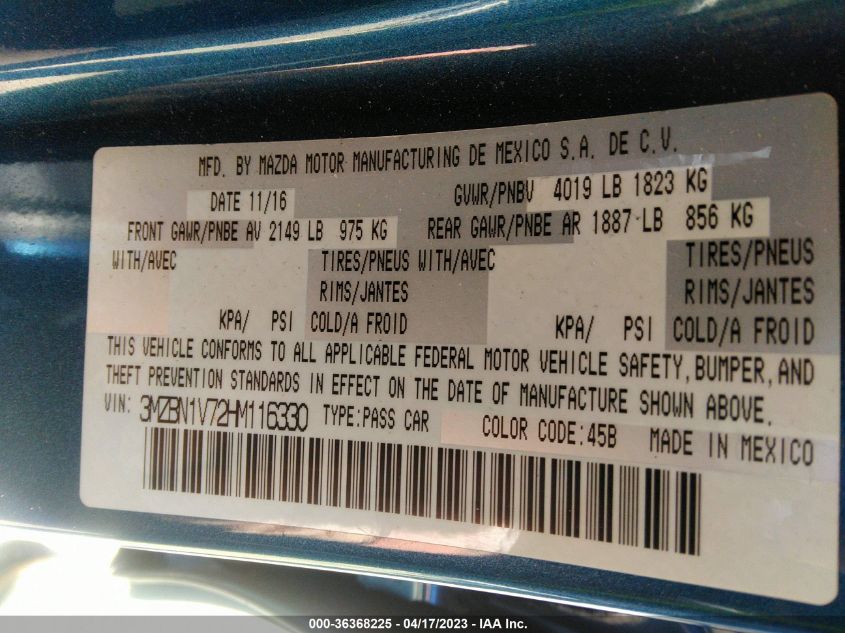 MFD. BY MAZDA MOTOR MANUFACTURING DE MEXICO S.A. DE C.V.
DATE 11/16 GVWR/PNBV 4019 LB 1823 KG
FRONT GAWR/PNBE AV 2149 LB 975 KG REAR GAWR/PNBE AR 1887 LB 856 KG
WITH/AVEC TIRES/PNEUS WITH/AVEC TIRES/PNEUS
RIMS/JANTES RIMS/JANTES
KPA/ PSI COLD/A FROID KPA/ PSI COLD/A FROID
THIS VEHICLE CONFORMS TO ALL APPLICABLE FEDERAL MOTOR VEHICLE SAFETY, BUMPER, AND
THEFT PREVENTION STANDARDS IN EFFECT ON THE DATE OF MANUFACTURE SHOWN ABOVE.
VIN: 3MZBN1V72HM116330 TYPE:PASS CAR COLOR CODE:45B MADE IN MEXICO
000-36368225 - 04/17/2023 - IAA Inc.